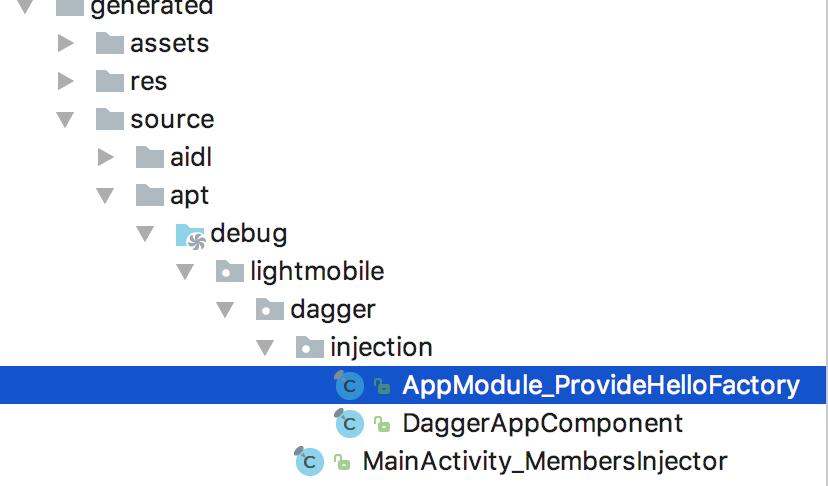 generated
assets
res
source
aidl
apt
debug
lightmobile
dagger
injection
AppModule_ProvideHelloFactory
DaggerAppComponent
MainActivity_MembersInjector